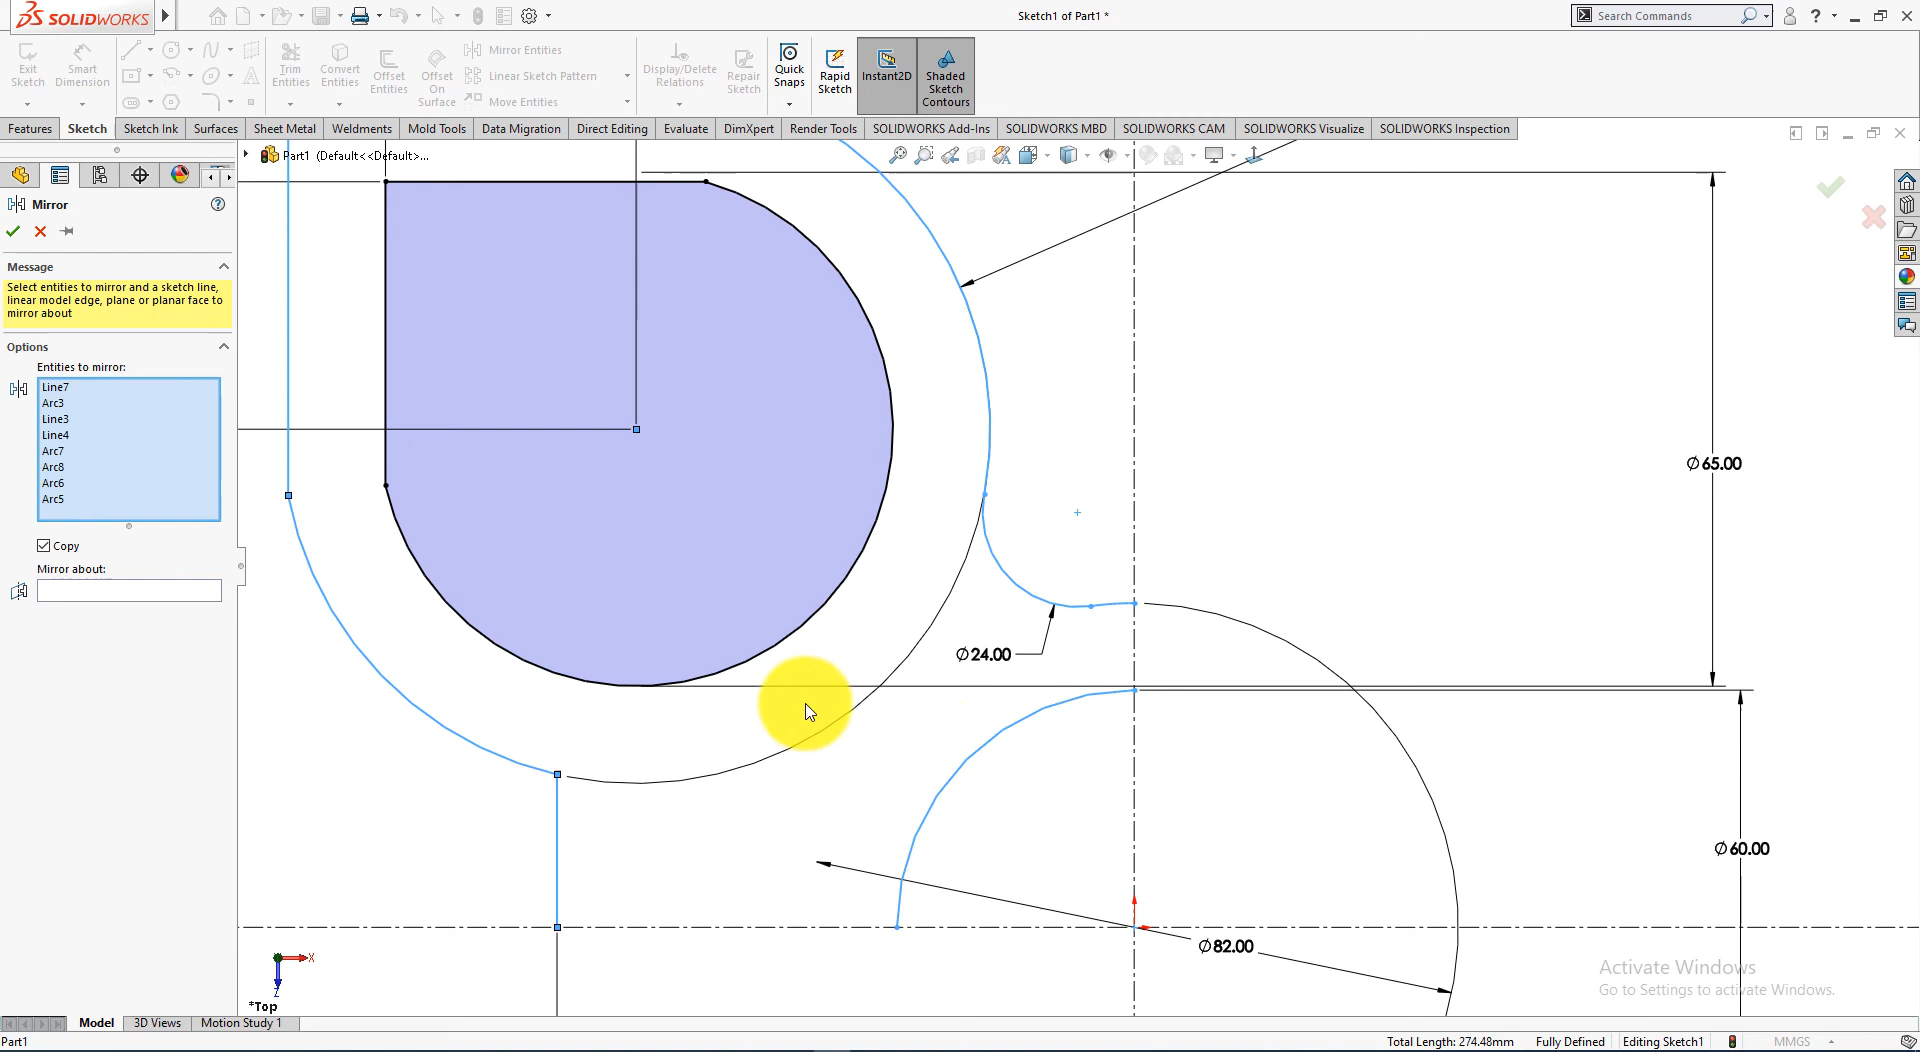 SOLIDWORKS
Sketch1 of Part1 *
Search Commands
Exit Sketch
Smart Dimension
Trim Entities
Convert Entities
Offset Entities
Offset On Surface
Mirror Entities
Linear Sketch Pattern
Move Entities
Display/Delete Relations
Repair Sketch
Quick Snaps
Rapid Sketch
Instant2D
Shaded Sketch Contours
Features
Sketch
Sketch Ink
Surfaces
Sheet Metal
Weldments
Mold Tools
Data Migration
Direct Editing
Evaluate
DimXpert
Render Tools
SOLIDWORKS Add-Ins
SOLIDWORKS MBD
SOLIDWORKS CAM
SOLIDWORKS Visualize
SOLIDWORKS Inspection
Part1 (Default<<Default>...
Mirror
Message
Select entities to mirror and a sketch line,
linear model edge, plane or planar face to
mirror about
Options
Entities to mirror:
Line7
Arc3
Line3
Line4
Arc7
Arc8
Arc6
Arc5
Copy
Mirror about:
∅65.00
∅24.00
∅60.00
∅82.00
X
Z
*Top
Activate Windows
Go to Settings to activate Windows.
Model
3D Views
Motion Study 1
Part1
Total Length: 274.48mm
Fully Defined
Editing Sketch1
MMGS